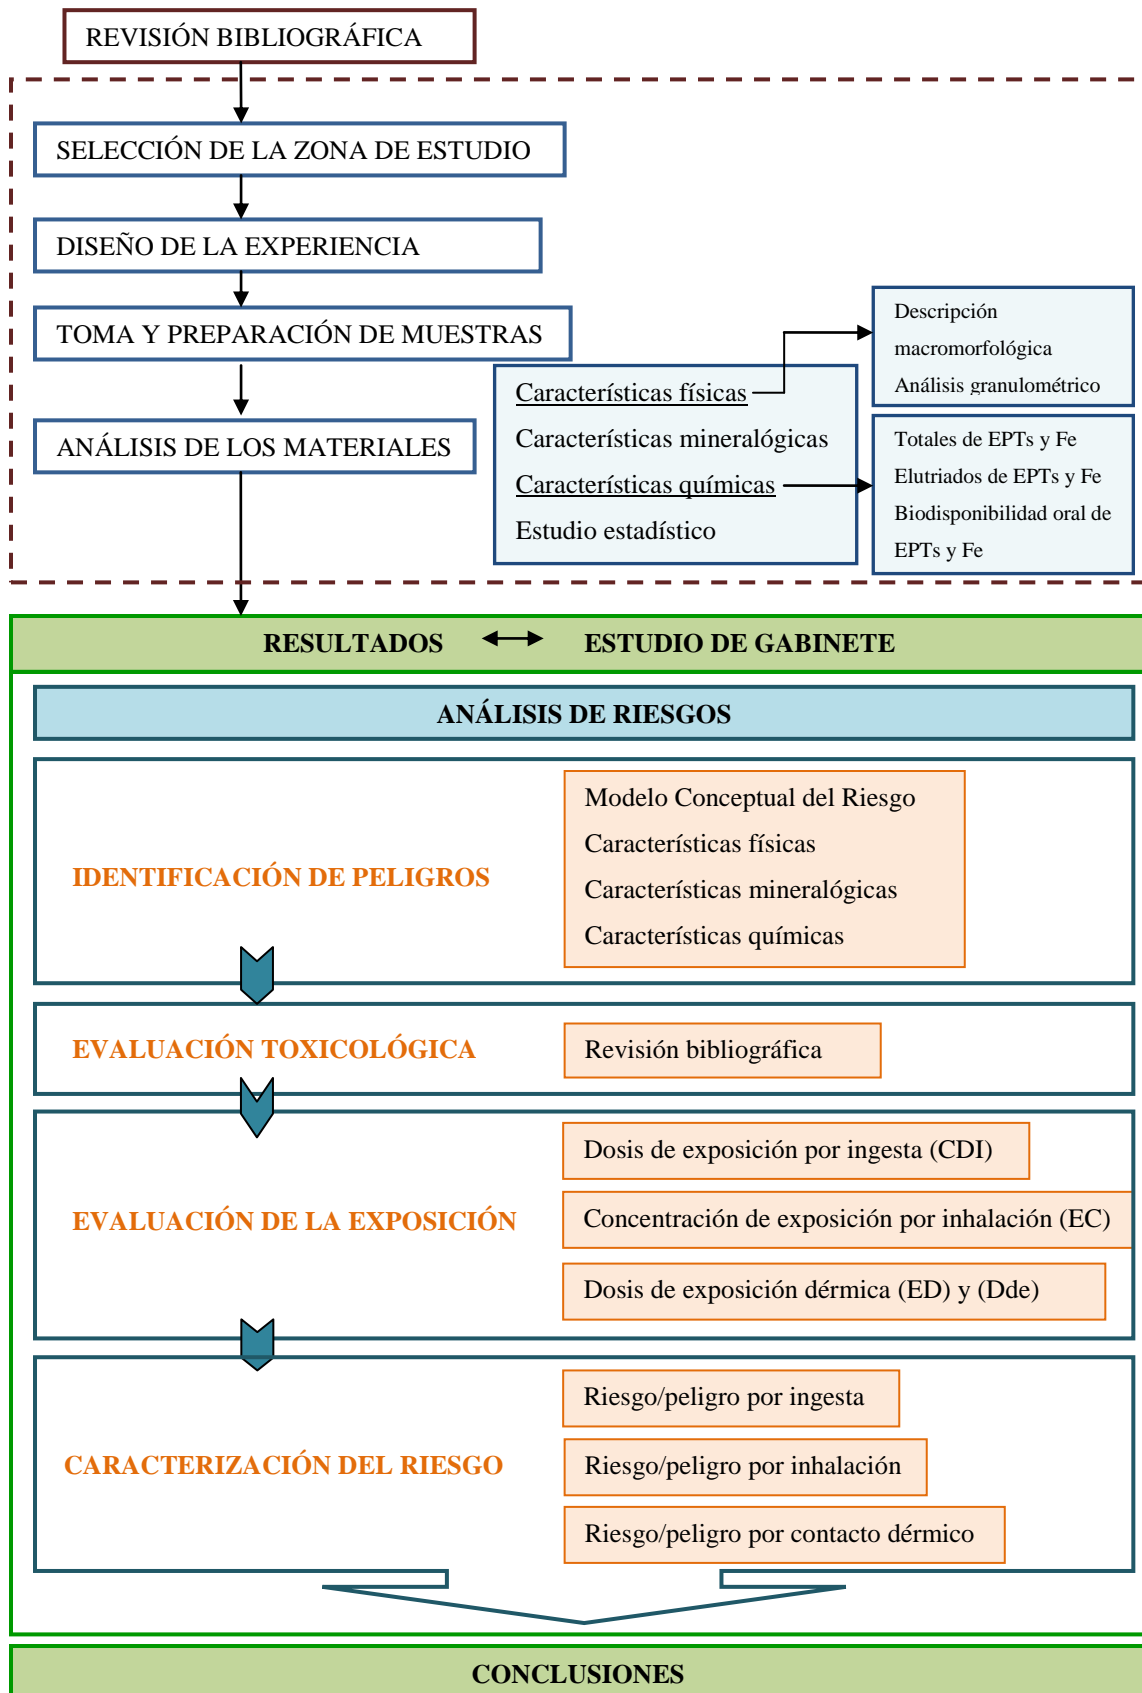 REVISIÓN BIBLIOGRÁFICA
SELECCIÓN DE LA ZONA DE ESTUDIO
DISEÑO DE LA EXPERIENCIA
TOMA Y PREPARACIÓN DE MUESTRAS
ANÁLISIS DE LOS MATERIALES
Características físicas
Características mineralógicas
Características químicas
Estudio estadístico
Descripción
macromorfológica
Análisis granulométrico
Totales de EPTs y Fe
Elutriados de EPTs y Fe
Biodisponibilidad oral de
EPTs y Fe
RESULTADOS ↔ ESTUDIO DE GABINETE
ANÁLISIS DE RIESGOS
IDENTIFICACIÓN DE PELIGROS
Modelo Conceptual del Riesgo
Características físicas
Características mineralógicas
Características químicas
EVALUACIÓN TOXICOLÓGICA
Revisión bibliográfica
EVALUACIÓN DE LA EXPOSICIÓN
Dosis de exposición por ingesta (CDI)
Concentración de exposición por inhalación (EC)
Dosis de exposición dérmica (ED) y (Dde)
CARACTERIZACIÓN DEL RIESGO
Riesgo/peligro por ingesta
Riesgo/peligro por inhalación
Riesgo/peligro por contacto dérmico
CONCLUSIONES